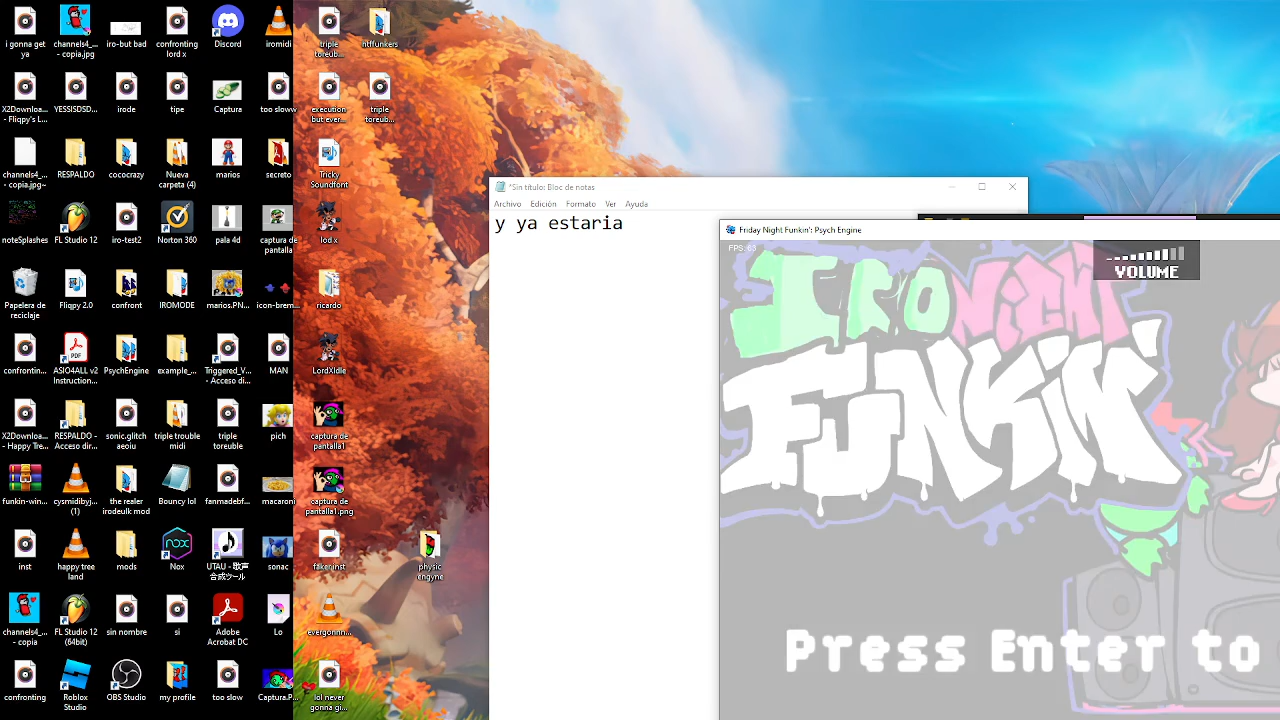 i gonna get
ya
channels4_...
- copia.jpg
iro-but bad
confronting
lord x
Discord
iromidi
triple
toreub...
ntffunkers
X2Downloa...
- Fliqpy's L...
YESSISDSD...
irode
tipe
Captura
too sloww
execution
but ever...
triple
toreub...
channels4_...
- copia.jpg~
RESPALDO
cococrazy
Nueva
carpeta (4)
marios
secreto
Tricky
Soundfont
noteSplashes
FL Studio 12
iro-test2
Norton 360
pala 4d
captura de
pantalla
lod x
Papelera de
reciclaje
Fliqpy 2.0
confront
IROMODE
marios.PN...
icon-brem...
ricardo
confrontin...
ASIO4ALL v2
Instruction...
PsychEngine
example_...
Triggered_V...
- Acceso di...
MAN
LordXIdle
X2Downloa...
- Happy Tre...
RESPALDO -
Acceso di...
sonic.glitch
aeoiu
triple trouble
midi
triple
toreuble
pich
captura de
pantalla1
funkin-win...
cysmidibyj...
(1)
the realer
irodeulk mod
Bouncy lol
fanmadebf...
macaroni
captura de
pantalla1.png
inst
happy tree
land
mods
Nox
UTAU - 歌声
合成ツール
sonac
fakerinst
physic
engyne
channels4_...
- copia
FL Studio 12
(64bit)
sin nombre
si
Adobe
Acrobat DC
Lo
evergonnn...
confronting
Roblox
Studio
OBS Studio
my profile
too slow
Captura.P...
lol never
gonna gi...
*Sin título: Bloc de notas
Archivo Edición Formato Ver Ayuda
y ya estaria
Friday Night Funkin': Psych Engine
VOLUME
FUNKIN'
Press Enter to